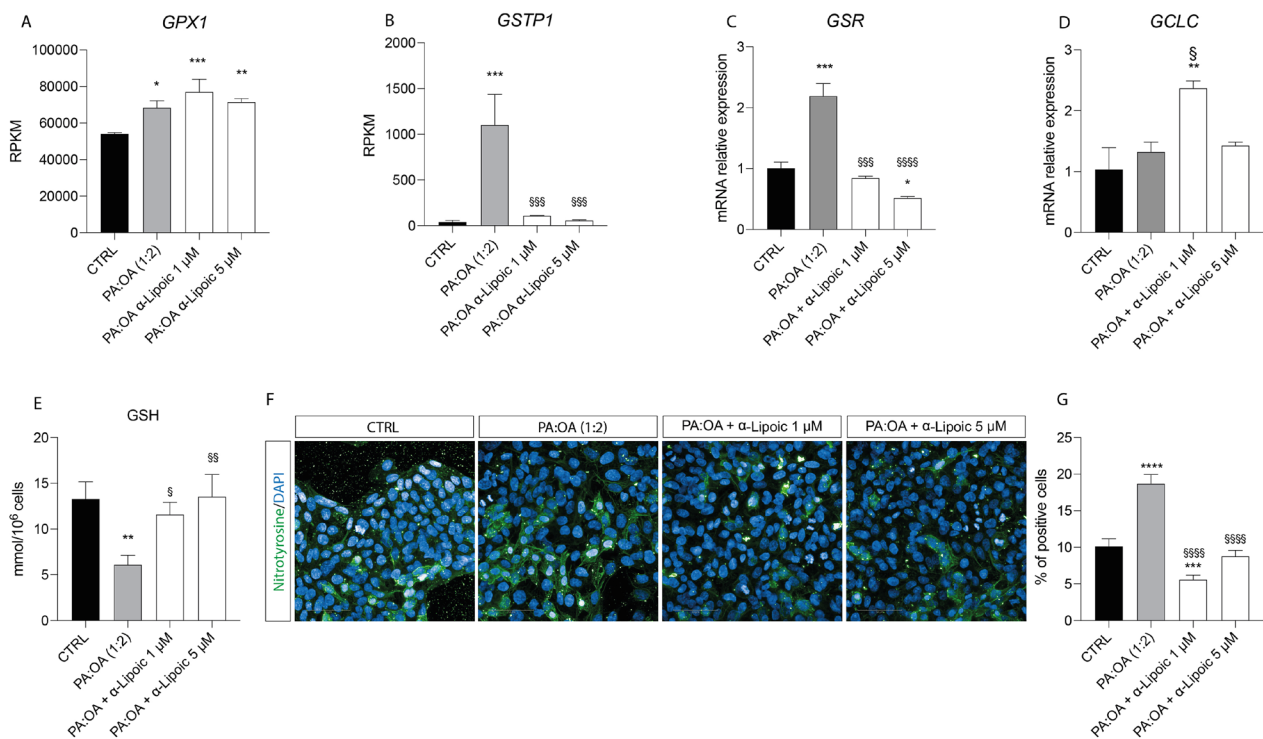 A
GPX1
RPKM
100000
80000
60000
40000
20000
0
*
***
**
CTRL
PA:OA (1:2)
PA:OA α-Lipoic 1 μM
PA:OA α-Lipoic 5 μM
B
GSTP1
RPKM
2000
1500
1000
500
0
***
§§§
§§§
CTRL
PA:OA (1:2)
PA:OA α-Lipoic 1 μM
PA:OA α-Lipoic 5 μM
C
GSR
mRNA relative expression
3
2
1
0
***
§§§
§§§§
*
CTRL
PA:OA (1:2)
PA:OA + α-Lipoic 1 μM
PA:OA + α-Lipoic 5 μM
D
GCLC
mRNA relative expression
3
2
1
0
§
**
CTRL
PA:OA (1:2)
PA:OA + α-Lipoic 1 μM
PA:OA + α-Lipoic 5 μM
E
GSH
mmol/10⁶ cells
20
15
10
5
0
**
§
§§
CTRL
PA:OA (1:2)
PA:OA + α-Lipoic 1 μM
PA:OA + α-Lipoic 5 μM
F
CTRL
PA:OA (1:2)
PA:OA + α-Lipoic 1 μM
PA:OA + α-Lipoic 5 μM
Nitrotyrosine/DAPI
G
% of positive cells
25
20
15
10
5
0
****
§§§§
***
§§§§
CTRL
PA:OA (1:2)
PA:OA + α-Lipoic 1 μM
PA:OA + α-Lipoic 5 μM